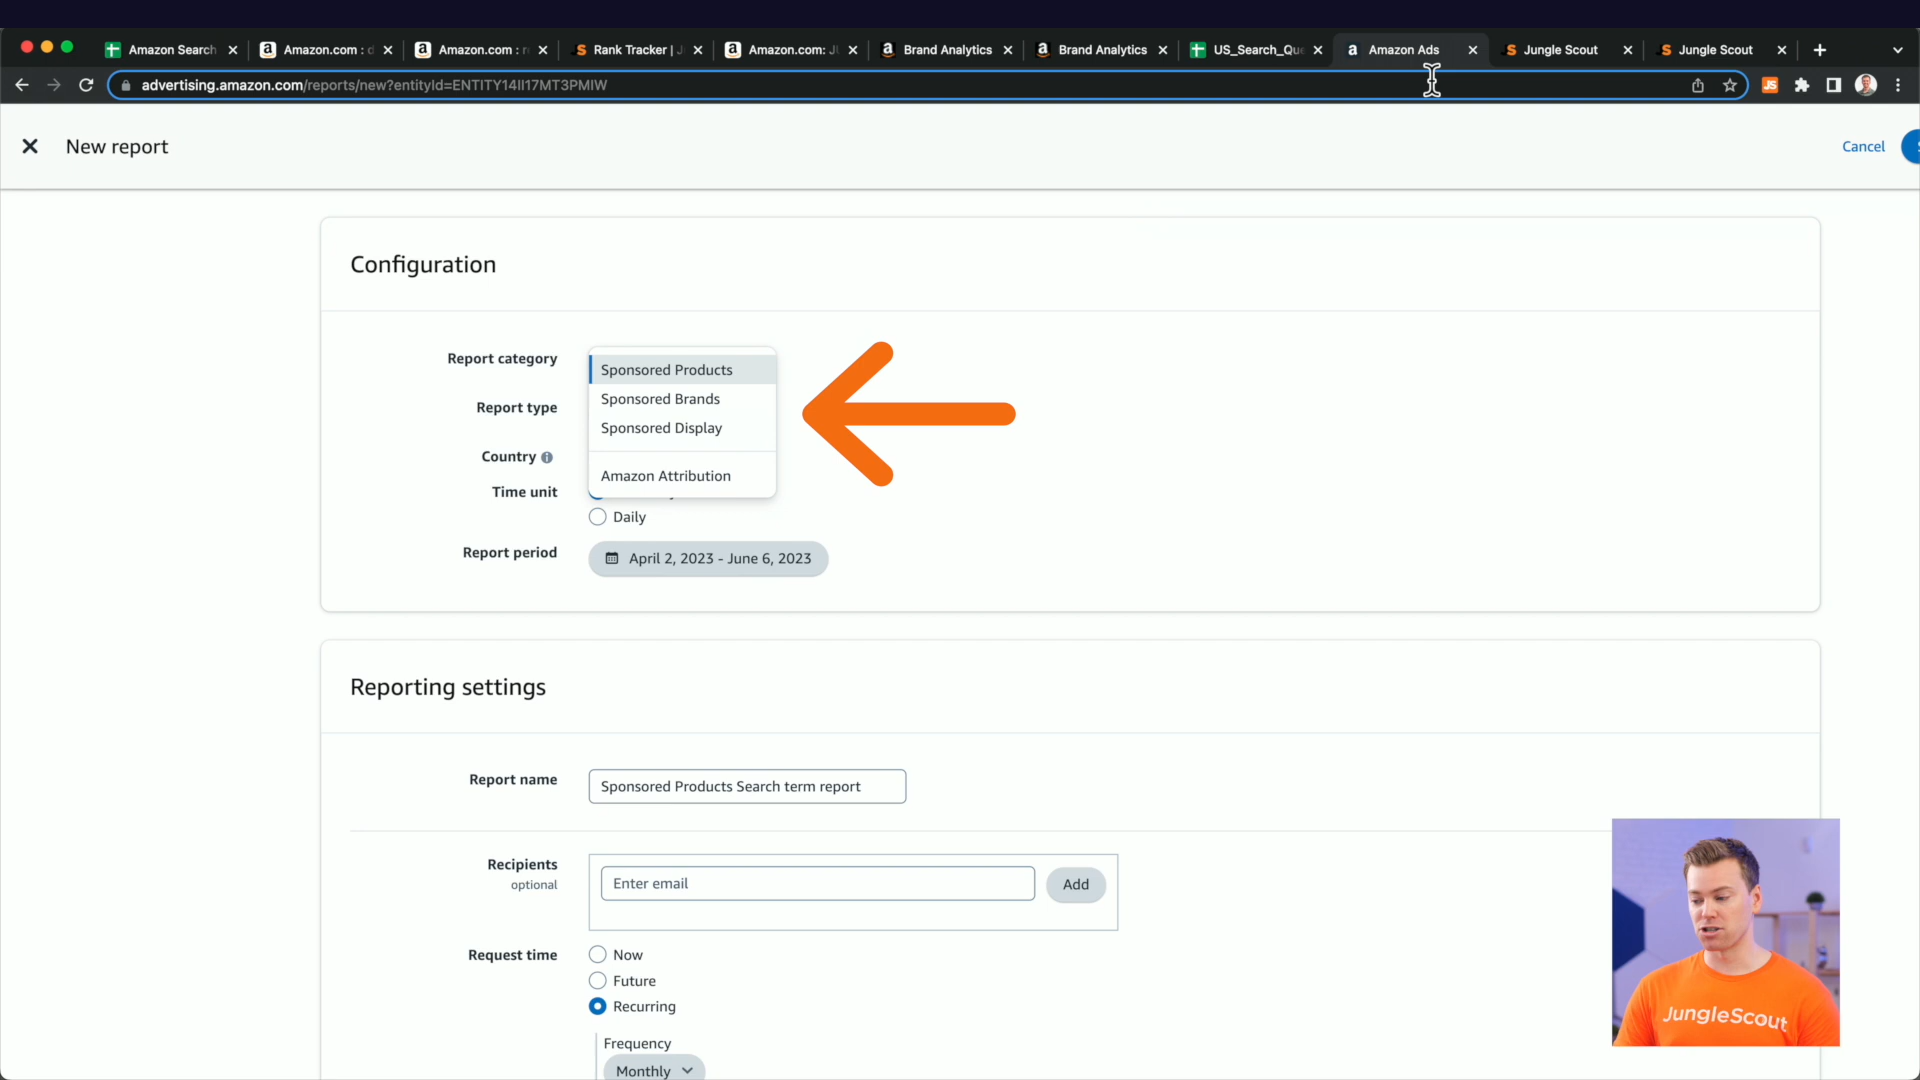 Amazon Search
Amazon.com : d
Amazon.com : r
Rank Tracker | J
Amazon.com: Ju
Brand Analytics
Brand Analytics
US_Search_Que
Amazon Ads
Jungle Scout
Jungle Scout
advertising.amazon.com/reports/new?entityId=ENTITY14II17MT3PMIW
JS
New report
Cancel
Configuration
Report category
Sponsored Products
Sponsored Brands
Report type
Sponsored Display
Country
Amazon Attribution
Time unit
Daily
Report period
April 2, 2023 - June 6, 2023
Reporting settings
Report name
Sponsored Products Search term report
Recipients
optional
Enter email
Add
Request time
Now
Future
Recurring
Frequency
Monthly
JungleScout